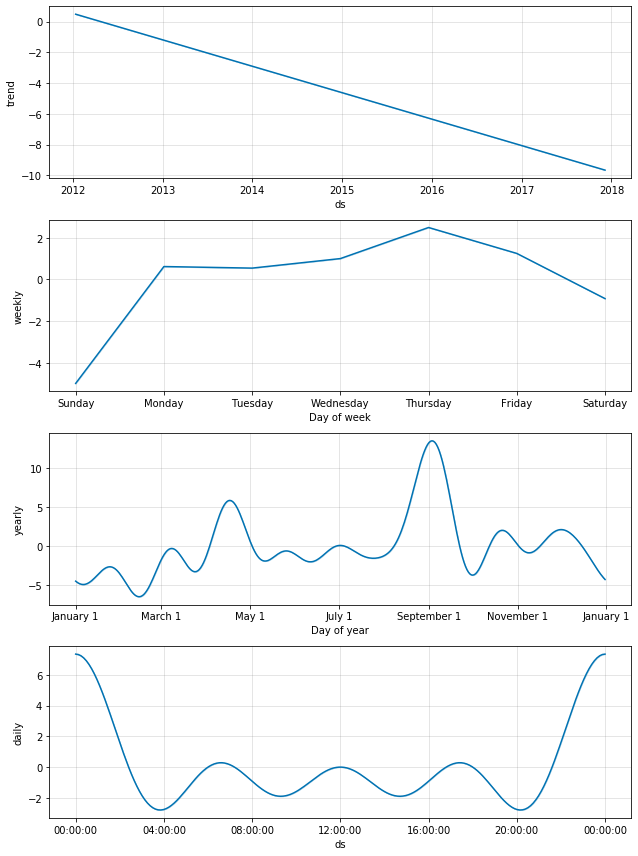 0
−2
−4
−6
−8
−10
trend
2012 2013 2014 2015 2016 2017 2018
ds
2
0
−2
−4
weekly
Sunday Monday Tuesday Wednesday Thursday Friday Saturday
Day of week
10
5
0
−5
yearly
January 1 March 1 May 1 July 1 September 1 November 1 January 1
Day of year
6
4
2
0
−2
daily
00:00:00 04:00:00 08:00:00 12:00:00 16:00:00 20:00:00 00:00:00
ds